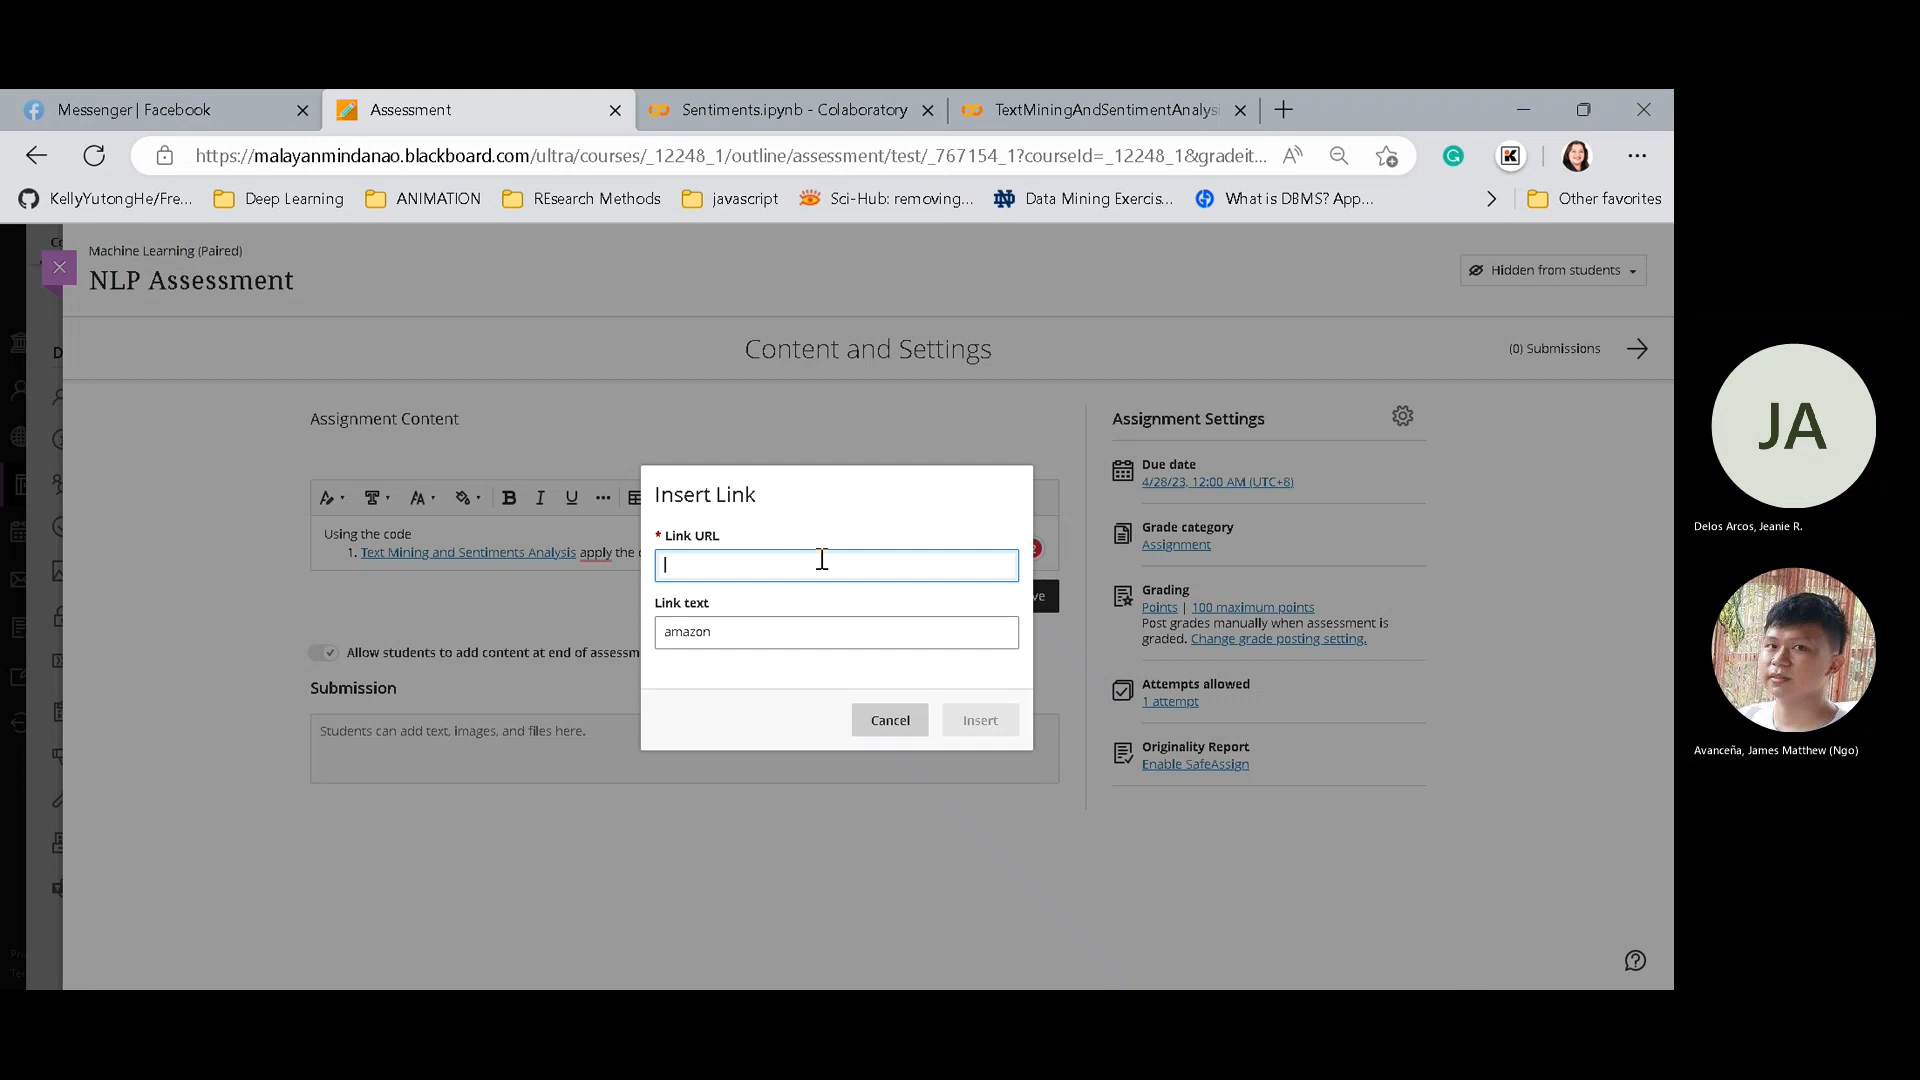 Messenger | Facebook
Assessment
Sentiments.ipynb - Colaboratory
TextMiningAndSentimentAnalysi
https://malayanmindanao.blackboard.com/ultra/courses/_12248_1/outline/assessment/test/_767154_1?courseId=_12248_1&gradeit...
KellyYutongHe/Fre...
Deep Learning
ANIMATION
REsearch Methods
javascript
Sci-Hub: removing...
Data Mining Exercis...
What is DBMS? App...
Other favorites
Machine Learning (Paired)
NLP Assessment
Hidden from students
Content and Settings
(0) Submissions
Assignment Content
Using the code
1. Text Mining and Sentiments Analysis apply the
Allow students to add content at end of assessm
Submission
Students can add text, images, and files here.
Insert Link
* Link URL
Link text
amazon
Cancel
Insert
Assignment Settings
Due date
4/28/23, 12:00 AM (UTC+8)
Grade category
Assignment
Grading
Points | 100 maximum points
Post grades manually when assessment is
graded. Change grade posting setting.
Attempts allowed
1 attempt
Originality Report
Enable SafeAssign
JA
Delos Arcos, Jeanie R.
Avanceña, James Matthew (Ngo)